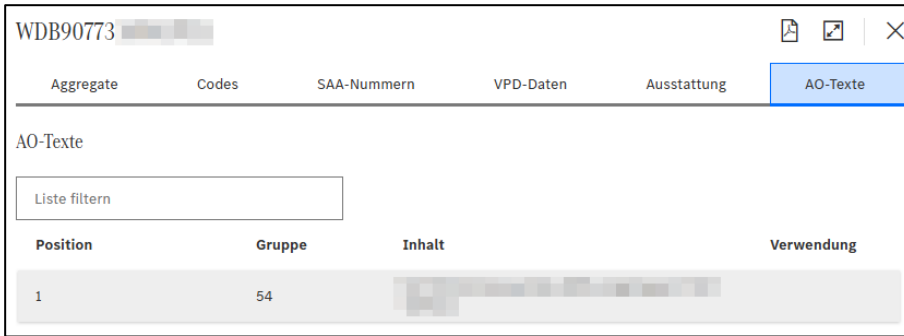 WDB90773
Aggregate Codes SAA-Nummern VPD-Daten Ausstattung AO-Texte
AO-Texte
Liste filtern
Position Gruppe Inhalt Verwendung
1 54